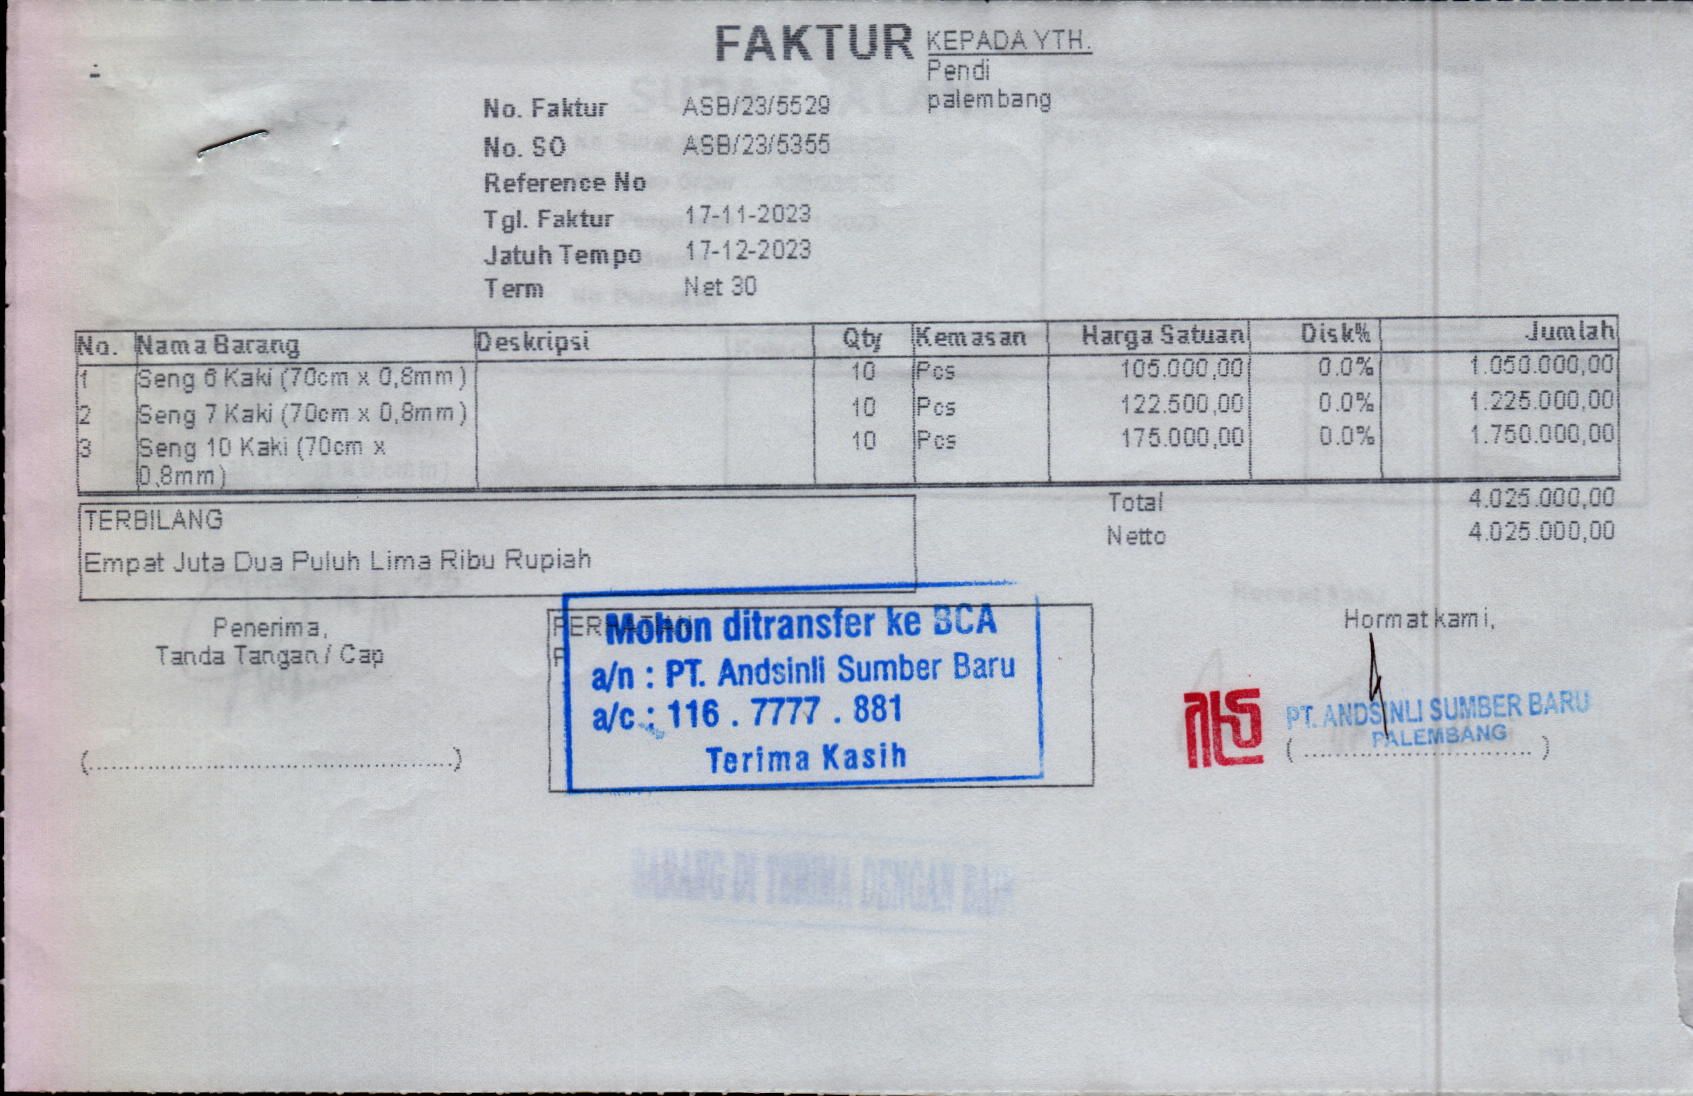 FAKTUR
KEPADA YTH.
Pendi
palembang
No. Faktur ASB/23/5529
No. SO ASB/23/5355
Reference No
Tgl. Faktur 17-11-2023
Jatuh Tempo 17-12-2023
Term Net 30
No. Nama Barang Deskripsi Qty Kemasan Harga Satuan Disk% Jumlah
1 Seng 6 Kaki (70cm x 0,8mm) 10 Pcs 105.000,00 0.0% 1.050.000,00
2 Seng 7 Kaki (70cm x 0,8mm) 10 Pcs 122.500,00 0.0% 1.225.000,00
3 Seng 10 Kaki (70cm x 10 Pcs 175.000,00 0.0% 1.750.000,00
0,8mm)
Total 4.025.000,00
Netto 4.025.000,00
TERBILANG
Empat Juta Dua Puluh Lima Ribu Rupiah
Penerima,
Tanda Tangan / Cap
(............................................)
Mohon ditransfer ke BCA
a/n : PT. Andsinli Sumber Baru
a/c : 116 . 7777 . 881
Terima Kasih
Hormat kami,
PT. ANDSINLI SUMBER BARU
PALEMBANG
(............................)
BARANG DI TERIMA DENGAN BAIK